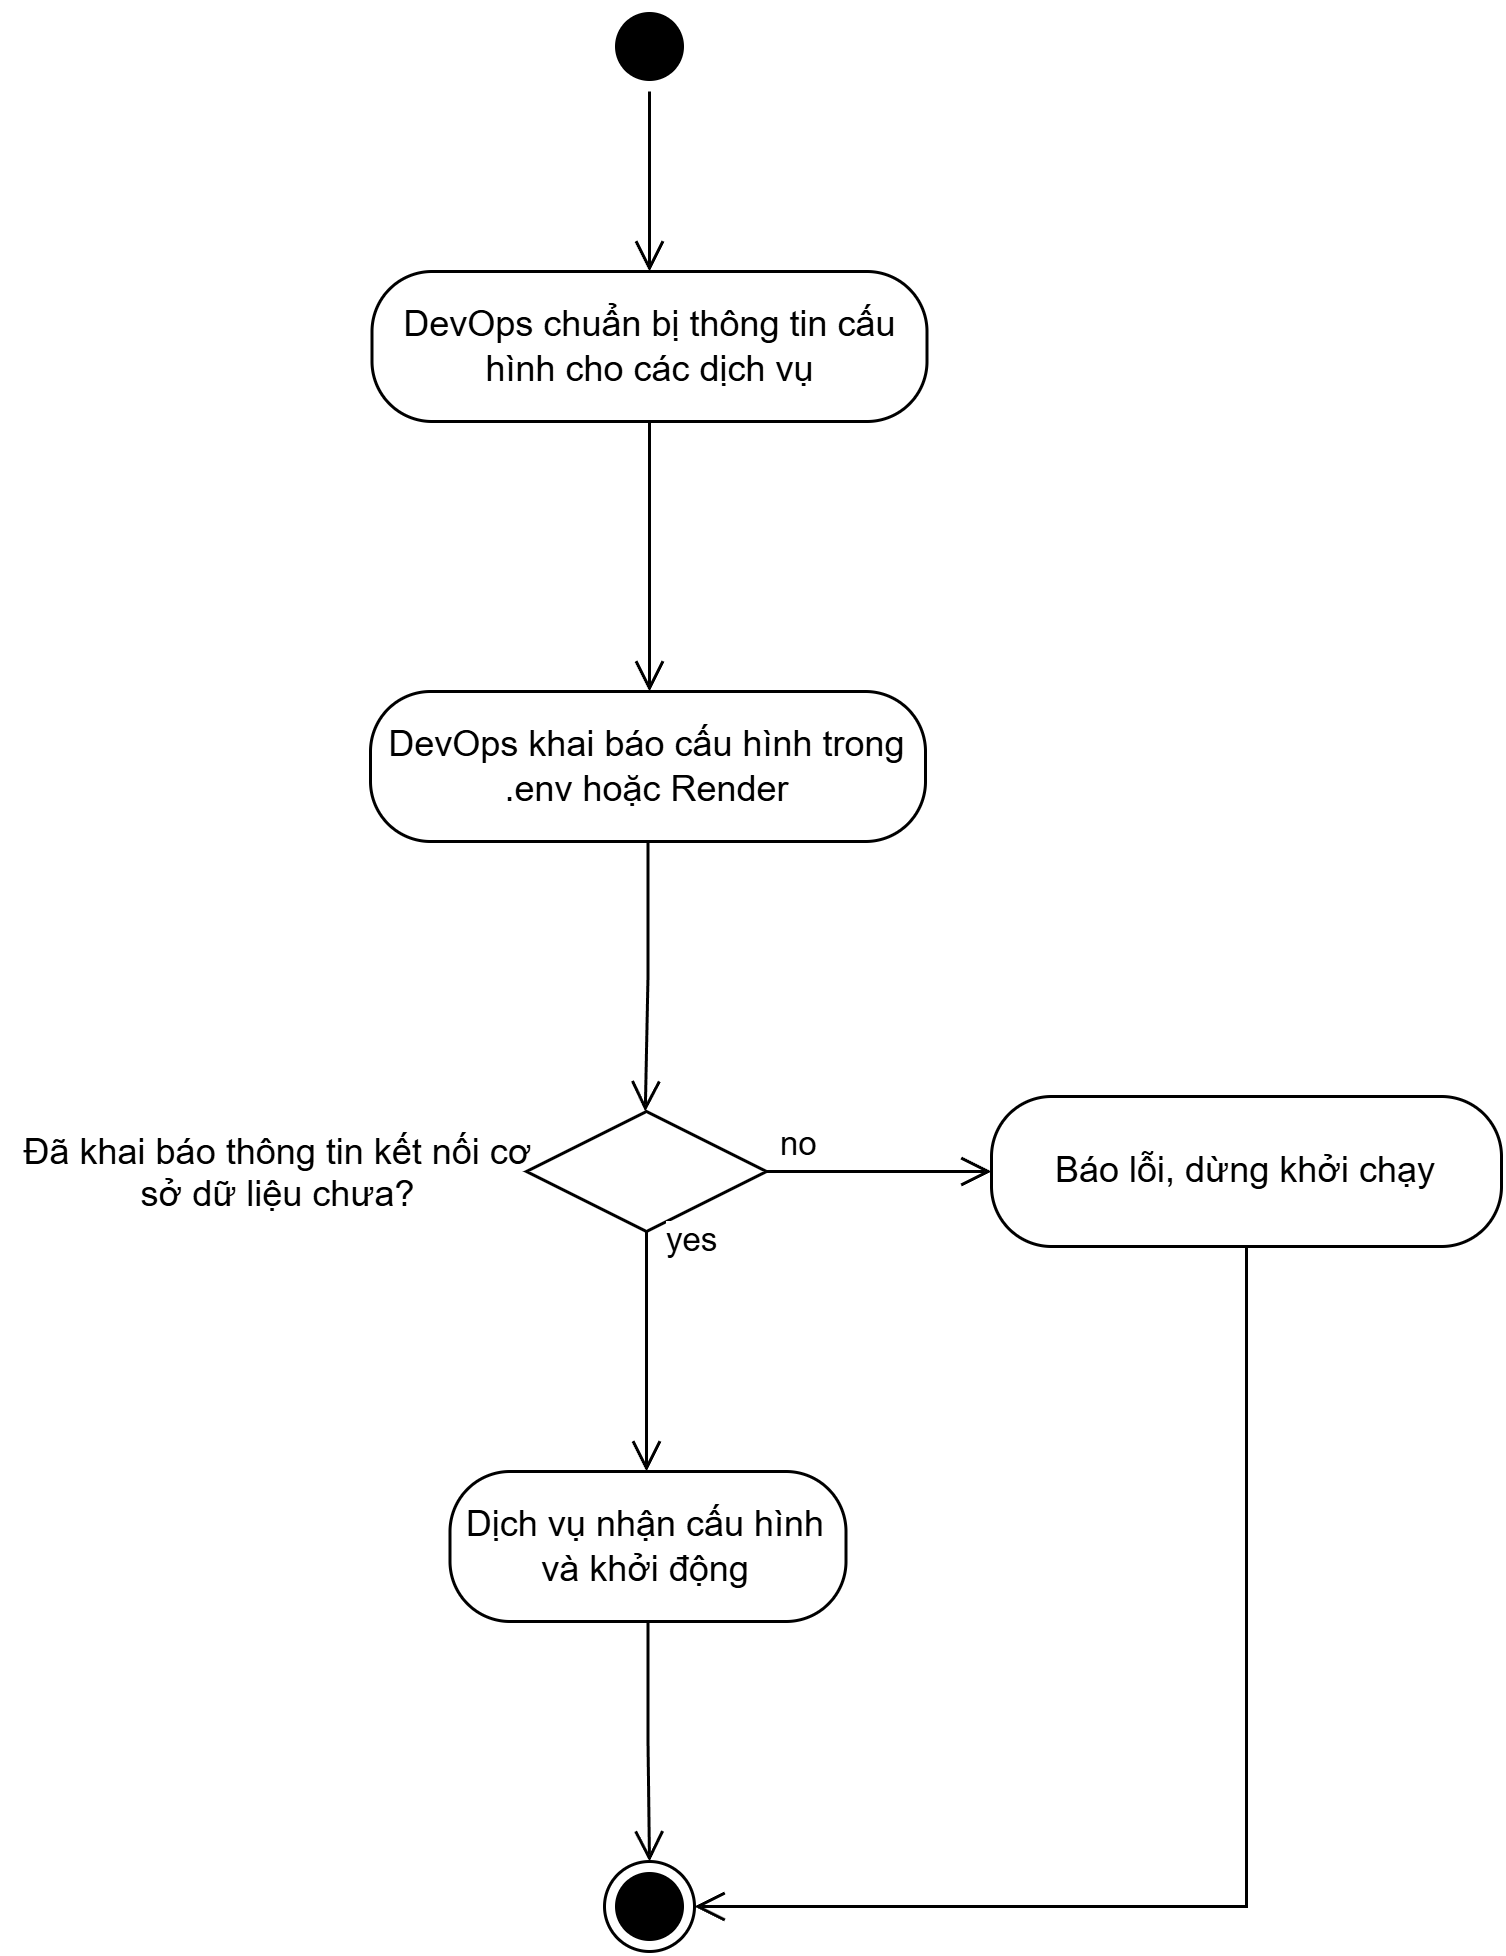 DevOps chuẩn bị thông tin cấu
hình cho các dịch vụ
DevOps khai báo cấu hình trong
.env hoặc Render
Đã khai báo thông tin kết nối cơ
sở dữ liệu chưa?
no
Báo lỗi, dừng khởi chạy
yes
Dịch vụ nhận cấu hình
và khởi động